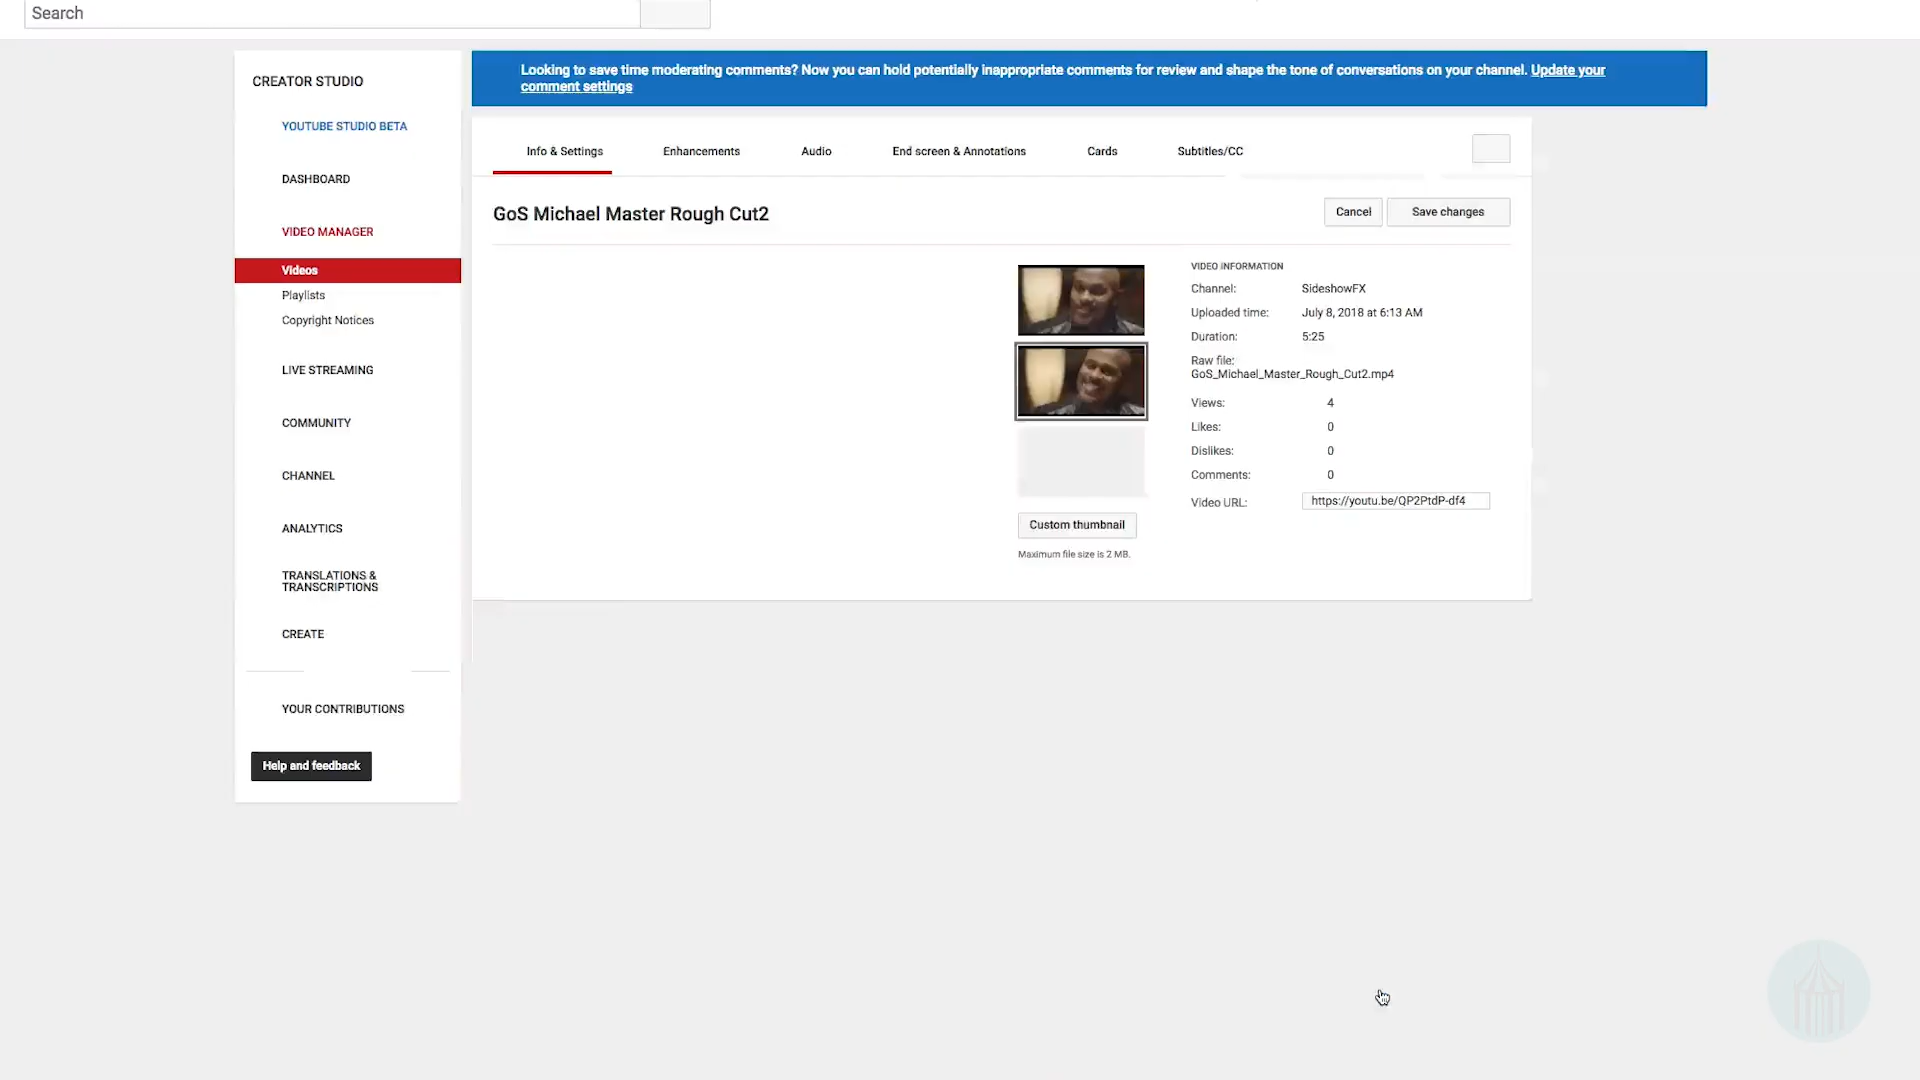 Search
CREATOR STUDIO
YOUTUBE STUDIO BETA
DASHBOARD
VIDEO MANAGER
Videos
Playlists
Copyright Notices
LIVE STREAMING
COMMUNITY
CHANNEL
ANALYTICS
TRANSLATIONS &
TRANSCRIPTIONS
CREATE
YOUR CONTRIBUTIONS
Help and feedback
Looking to save time moderating comments? Now you can hold potentially inappropriate comments for review and shape the tone of conversations on your channel. Update your
comment settings
Info & Settings
Enhancements
Audio
End screen & Annotations
Cards
Subtitles/CC
GoS Michael Master Rough Cut2
Cancel
Save changes
Custom thumbnail
Maximum file size is 2 MB.
VIDEO INFORMATION
Channel: SideshowFX
Uploaded time: July 8, 2018 at 6:13 AM
Duration: 5:25
Raw file:
GoS_Michael_Master_Rough_Cut2.mp4
Views: 4
Likes: 0
Dislikes: 0
Comments: 0
Video URL: https://youtu.be/QP2PtdP-df4